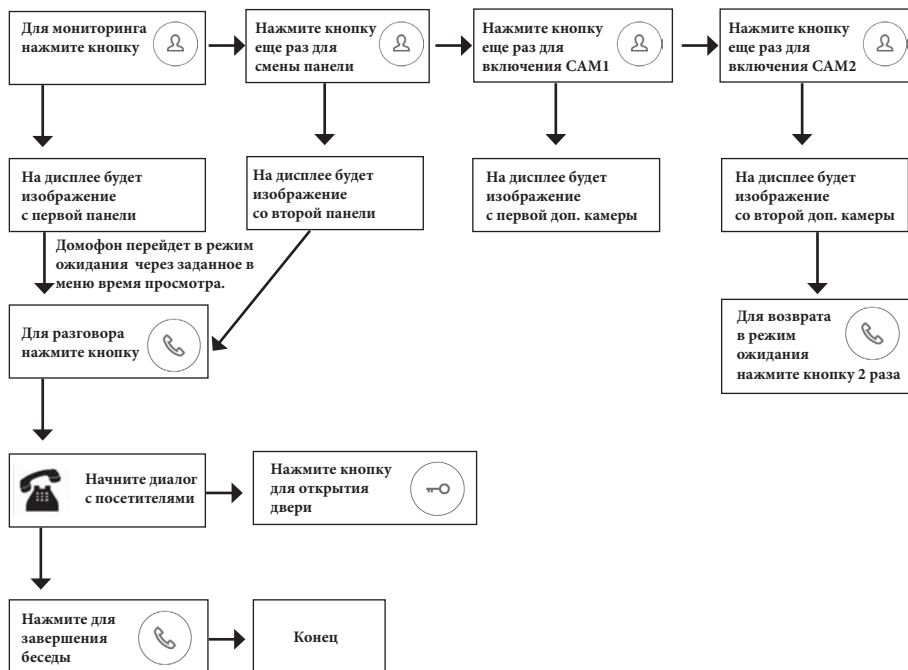 Для мониторинга
нажмите кнопку
Нажмите кнопку
еще раз для
смены панели
Нажмите кнопку
еще раз для
включения CAM1
Нажмите кнопку
еще раз для
включения CAM2
На дисплее будет
изображение
с первой панели
На дисплее будет
изображение
со второй панели
На дисплее будет
изображение
с первой доп. камеры
На дисплее будет
изображение
со второй доп. камеры
Домофон перейдет в режим
ожидания через заданное в
меню время просмотра.
Для разговора
нажмите кнопку
Для возврата
в режим
ожидания
нажмите кнопку 2 раза
Начните диалог
с посетителями
Нажмите кнопку
для открытия
двери
Нажмите для
завершения
беседы
Конец